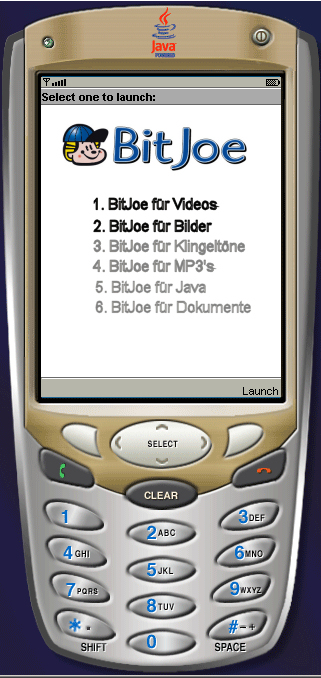 Java
POWERED
Select one to launch:
BitJoe
1. BitJoe für Videos
2. BitJoe für Bilder
3. BitJoe für Klingeltöne
4. BitJoe für MP3's
5. BitJoe für Java
6. BitJoe für Dokumente
Launch
SELECT
CLEAR
1
2 ABC
3 DEF
4 GHI
5 JKL
6 MNO
7 PQRS
8 TUV
9 WXYZ
* .
0
# - +
SHIFT
SPACE